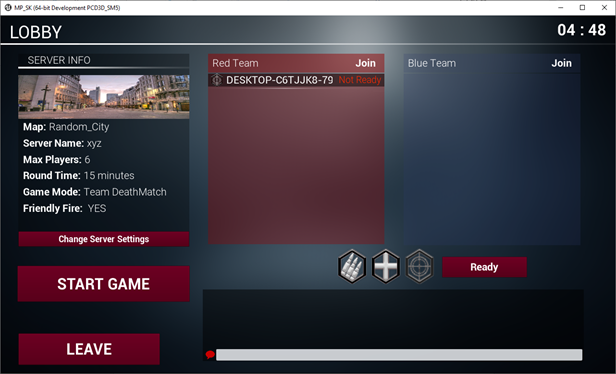 MP_SK (64-bit Development PCD3D_SM5)
LOBBY
04 : 48
SERVER INFO
Map: Random_City
Server Name: xyz
Max Players: 6
Round Time: 15 minutes
Game Mode: Team DeathMatch
Friendly Fire: YES
Change Server Settings
START GAME
LEAVE
Red Team Join
DESKTOP-C6TJJK8-79 Not Ready
Blue Team Join
Ready